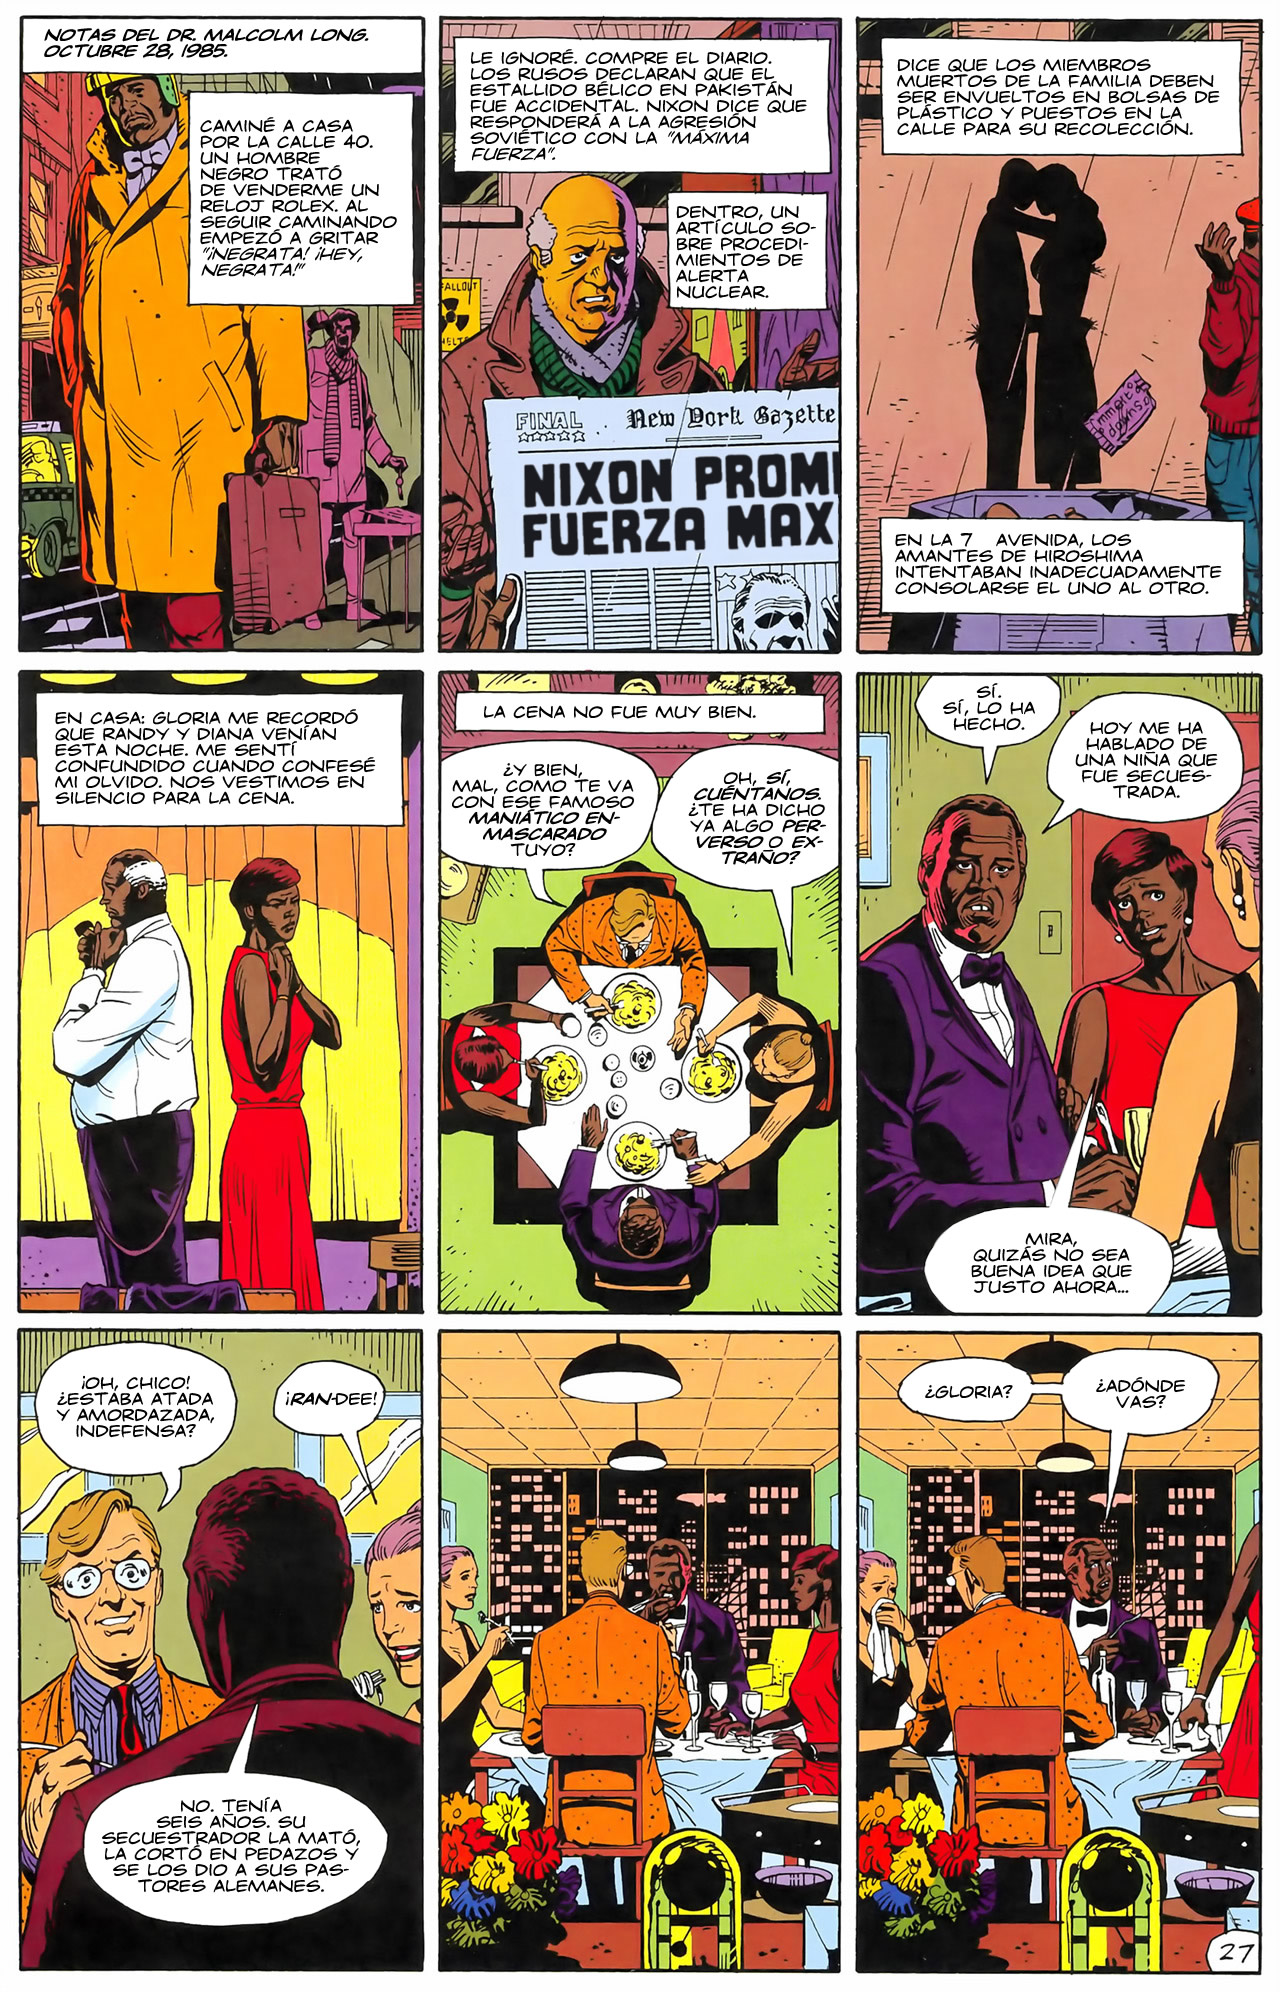 NOTAS DEL DR. MALCOLM LONG.
OCTUBRE 28, 1985.
CAMINÉ A CASA
POR LA CALLE 40.
UN HOMBRE
NEGRO TRATÓ
DE VENDERME UN
RELOJ ROLEX. AL
SEGUIR CAMINANDO
EMPEZÓ A GRITAR
"¡NEGRATA! ¡HEY,
NEGRATA!"
LE IGNORÉ. COMPRE EL DIARIO.
LOS RUSOS DECLARAN QUE EL
ESTALLIDO BÉLICO EN PAKISTÁN
FUE ACCIDENTAL. NIXON DICE QUE
RESPONDERÁ A LA AGRESIÓN
SOVIÉTICO CON LA "MÁXIMA
FUERZA".
DENTRO, UN
ARTÍCULO SO-
BRE PROCEDI-
MIENTOS DE
ALERTA
NUCLEAR.
FALLOUT
SHELTE
FINAL
New York Gazette
NIXON PROM
FUERZA MAX
DICE QUE LOS MIEMBROS
MUERTOS DE LA FAMILIA DEBEN
SER ENVUELTOS EN BOLSAS DE
PLÁSTICO Y PUESTOS EN LA
CALLE PARA SU RECOLECCIÓN.
EN LA 7 AVENIDA, LOS
AMANTES DE HIROSHIMA
INTENTABAN INADECUADAMENTE
CONSOLARSE EL UNO AL OTRO.
EN CASA: GLORIA ME RECORDÓ
QUE RANDY Y DIANA VENÍAN
ESTA NOCHE. ME SENTÍ
CONFUNDIDO CUANDO CONFESÉ
MI OLVIDO. NOS VESTIMOS EN
SILENCIO PARA LA CENA.
LA CENA NO FUE MUY BIEN.
¿Y BIEN,
MAL, COMO TE VA
CON ESE FAMOSO
MANIÁTICO EN-
MASCARADO
TUYO?
OH, SÍ,
CUÉNTANOS.
¿TE HA DICHO
YA ALGO PER-
VERSO O EX-
TRAÑO?
SÍ.
SÍ, LO HA
HECHO.
HOY ME HA
HABLADO DE
UNA NIÑA QUE
FUE SECUES-
TRADA.
MIRA,
QUIZÁS NO SEA
BUENA IDEA QUE
JUSTO AHORA...
¡OH, CHICO!
¿ESTABA ATADA
Y AMORDAZADA,
INDEFENSA?
¡RAN-DEE!
NO. TENÍA
SEIS AÑOS. SU
SECUESTRADOR LA MATÓ,
LA CORTÓ EN PEDAZOS Y
SE LOS DIO A SUS PAS-
TORES ALEMANES.
¿GLORIA?
¿ADÓNDE
VAS?
27